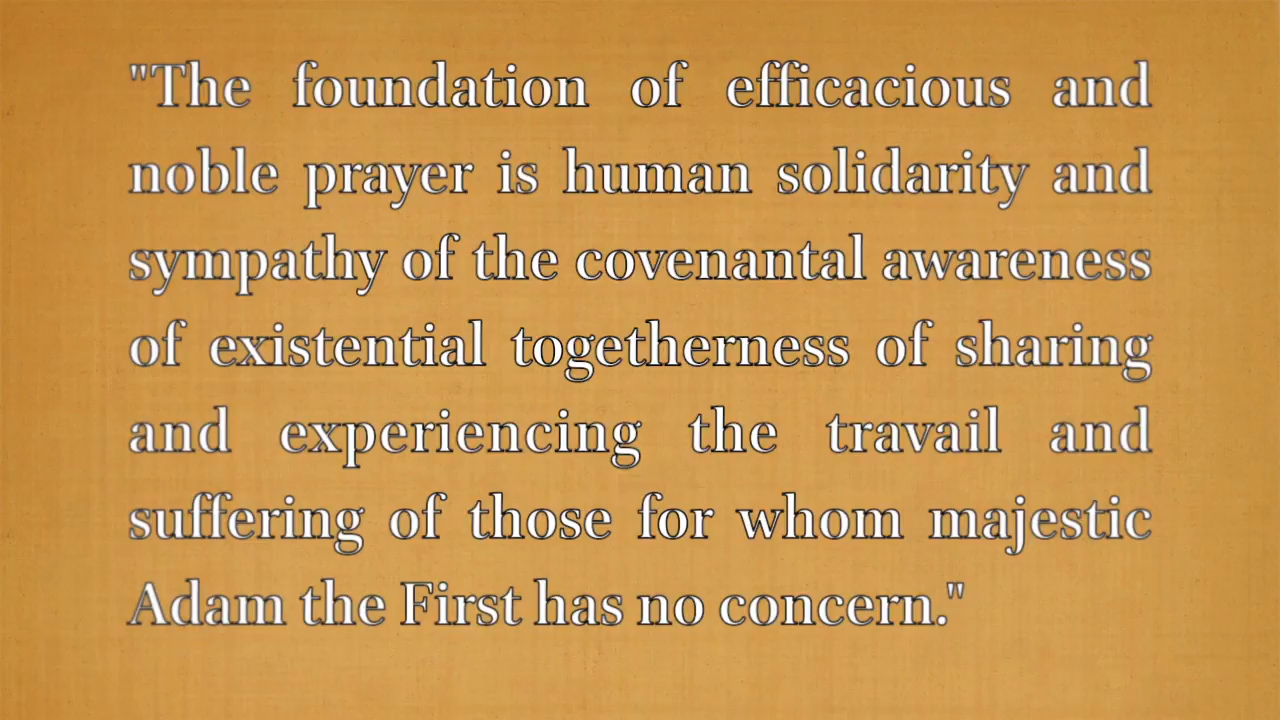 "The foundation of efficacious and
noble prayer is human solidarity and
sympathy of the covenantal awareness
of existential togetherness of sharing
and experiencing the travail and
suffering of those for whom majestic
Adam the First has no concern."